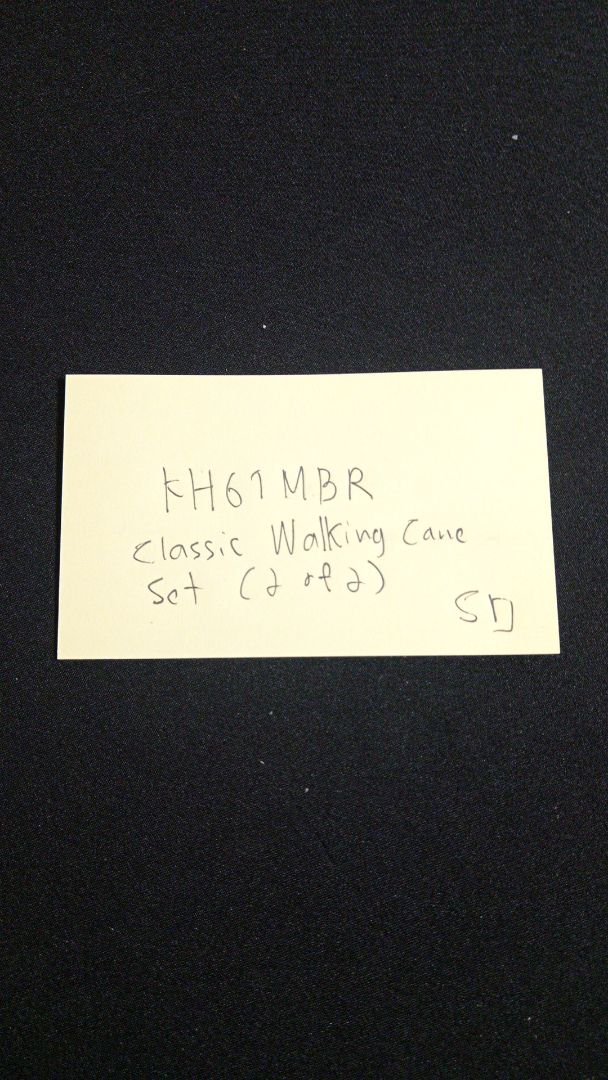 KH61MBR
Classic Walking Cane
Set (2 of 2)
SD